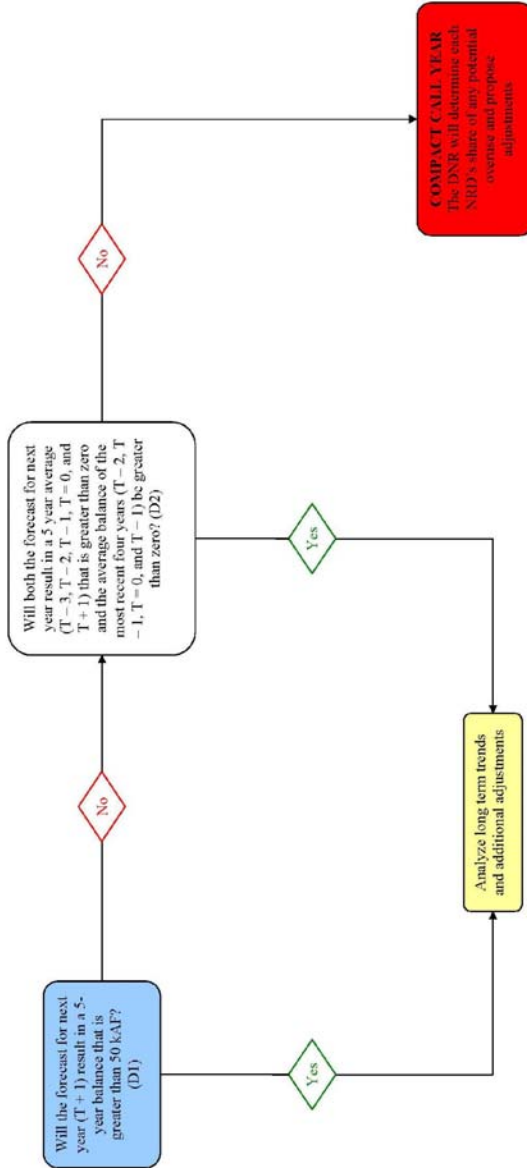 Will the forecast for next
year (T + 1) result in a 5-
year balance that is
greater than 50 kAF?
(D1)
No
Yes
Will both the forecast for next
year result in a 5 year average
(T – 3, T – 2, T – 1, T = 0, and
T + 1) that is greater than zero
and the average balance of the
most recent four years (T – 2, T
– 1, T = 0, and T – 1) be greater
than zero? (D2)
No
Yes
Analyze long term trends
and additional adjustments
COMPACT CALL YEAR
The DNR will determine each
NRD's share of any potential
overuse and propose
adjustments